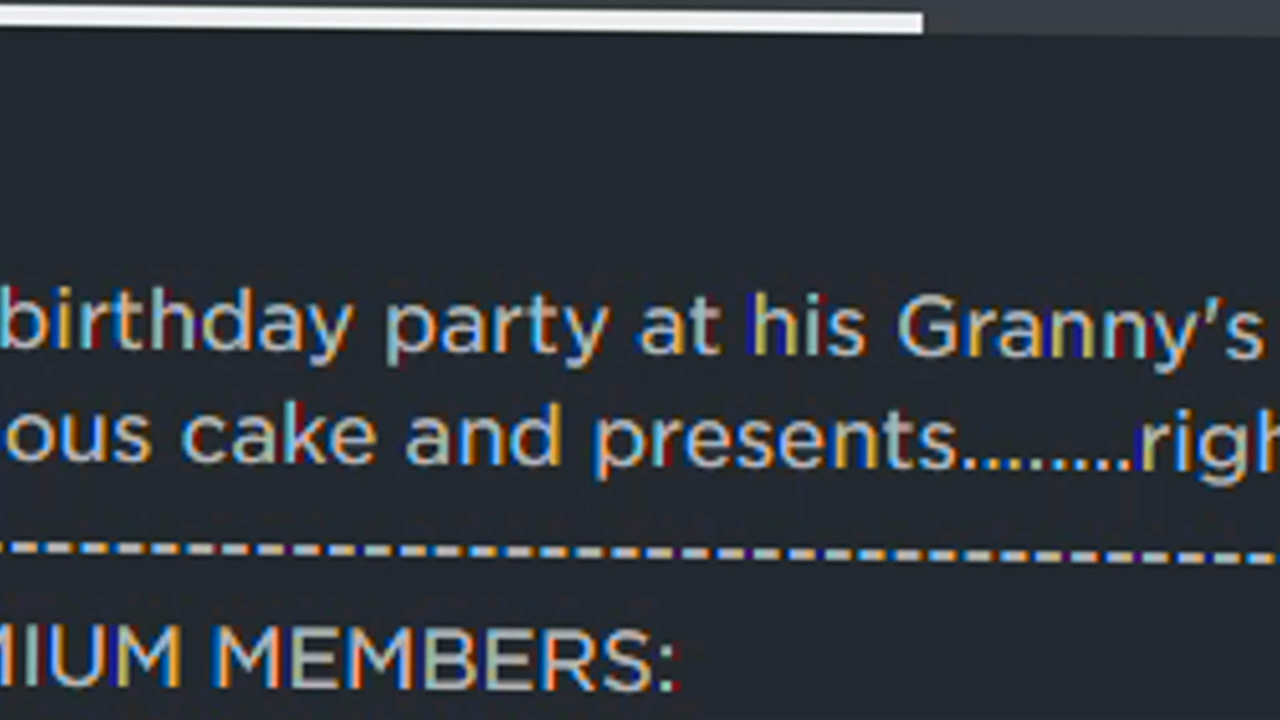 birthday party at his Granny's
ous cake and presents........righ
--------------------------------------
MIUM MEMBERS: